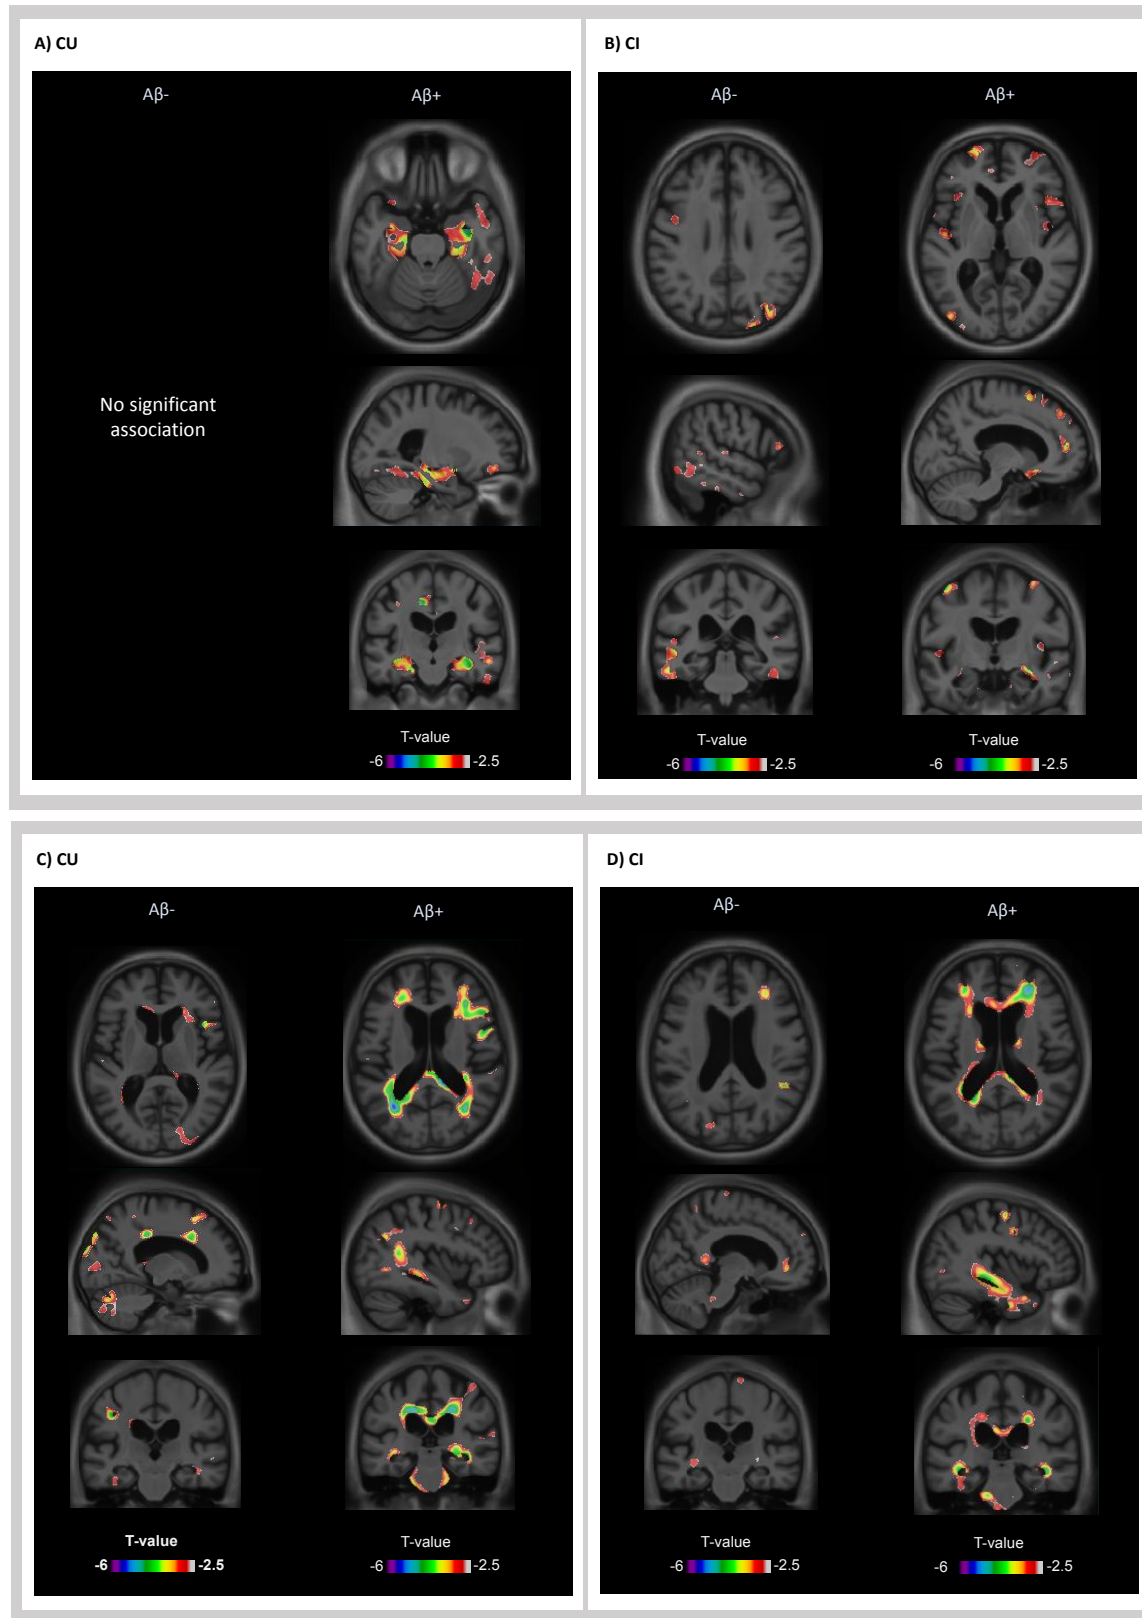 A) CU
Aβ-
Aβ+
No significant
association
T-value
-6
-2.5
B) CI
Aβ-
Aβ+
T-value
-6
-2.5
T-value
-6
-2.5
C) CU
Aβ-
Aβ+
T-value
-6
-2.5
T-value
-6
-2.5
D) CI
Aβ-
Aβ+
T-value
-6
-2.5
T-value
-6
-2.5